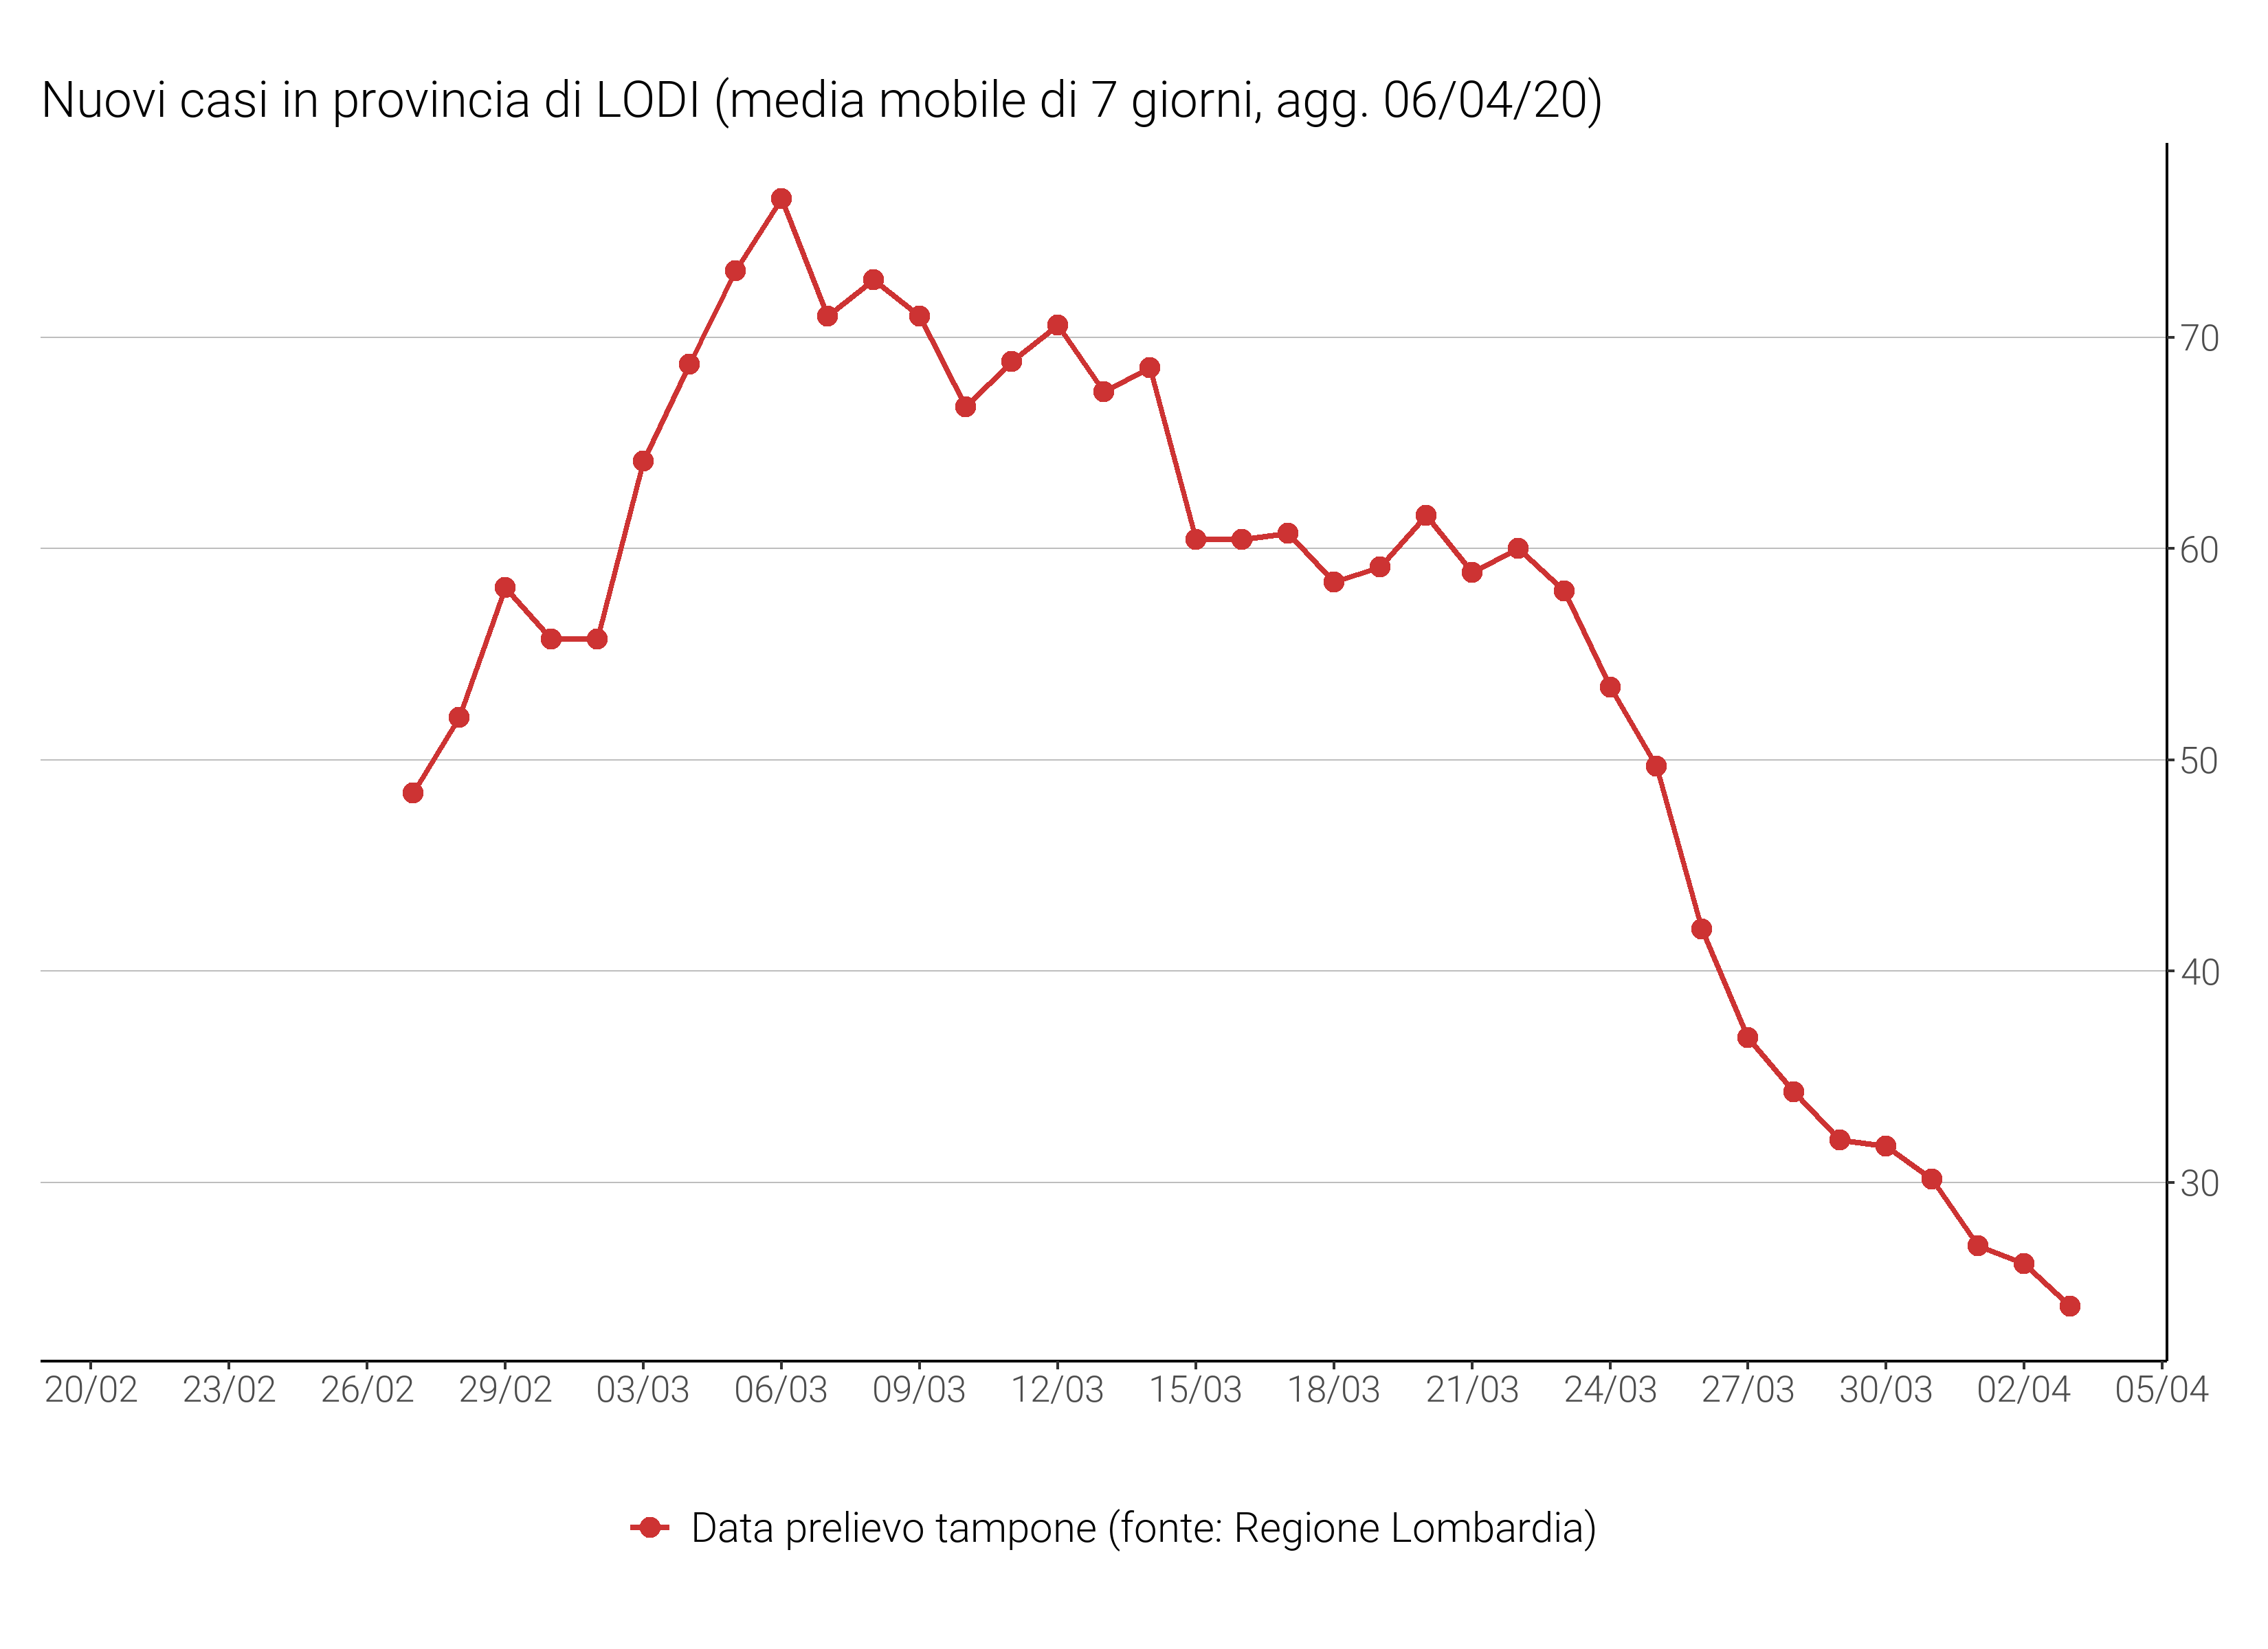 Nuovi casi in provincia di LODI (media mobile di 7 giorni, agg. 06/04/20)
70
60
50
40
30
20/02 23/02 26/02 29/02 03/03 06/03 09/03 12/03 15/03 18/03 21/03 24/03 27/03 30/03 02/04 05/04
Data prelievo tampone (fonte: Regione Lombardia)